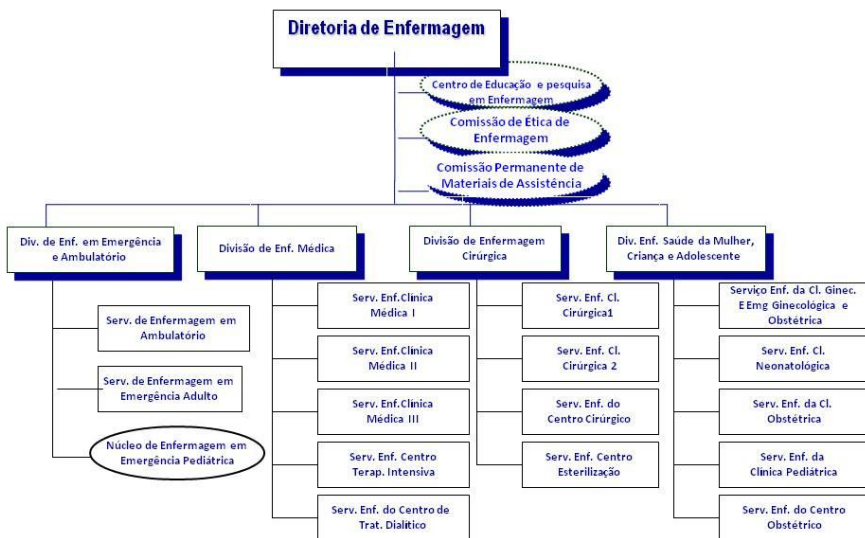 Diretoria de Enfermagem
Centro de Educação e pesquisa
em Enfermagem
Comissão de Ética de
Enfermagem
Comissão Permanente de
Materiais de Assistência
Div. de Enf. em Emergência
e Ambulatório
Serv. de Enfermagem em
Ambulatório
Serv. de Enfermagem em
Emergência Adulto
Núcleo de Enfermagem em
Emergência Pediátrica
Divisão de Enf. Médica
Serv. Enf.Clínica
Médica I
Serv. Enf.Clínica
Médica II
Serv. Enf.Clínica
Médica III
Serv. Enf. Centro
Terap. Intensiva
Serv. Enf. do Centro de
Trat. Dialítico
Divisão de Enfermagem
Cirúrgica
Serv. Enf. Cl.
Cirúrgica1
Serv. Enf. Cl.
Cirúrgica 2
Serv. Enf. do
Centro Cirúrgico
Serv. Enf. Centro
Esterilização
Div. Enf. Saúde da Mulher,
Criança e Adolescente
Serviço Enf. da Cl. Ginec.
E Emg Ginecológica e
Obstétrica
Serv. Enf. Cl.
Neonatológica
Serv. Enf. da Cl.
Obstétrica
Serv. Enf. da
Clínica Pediátrica
Serv. Enf. do Centro
Obstétrico